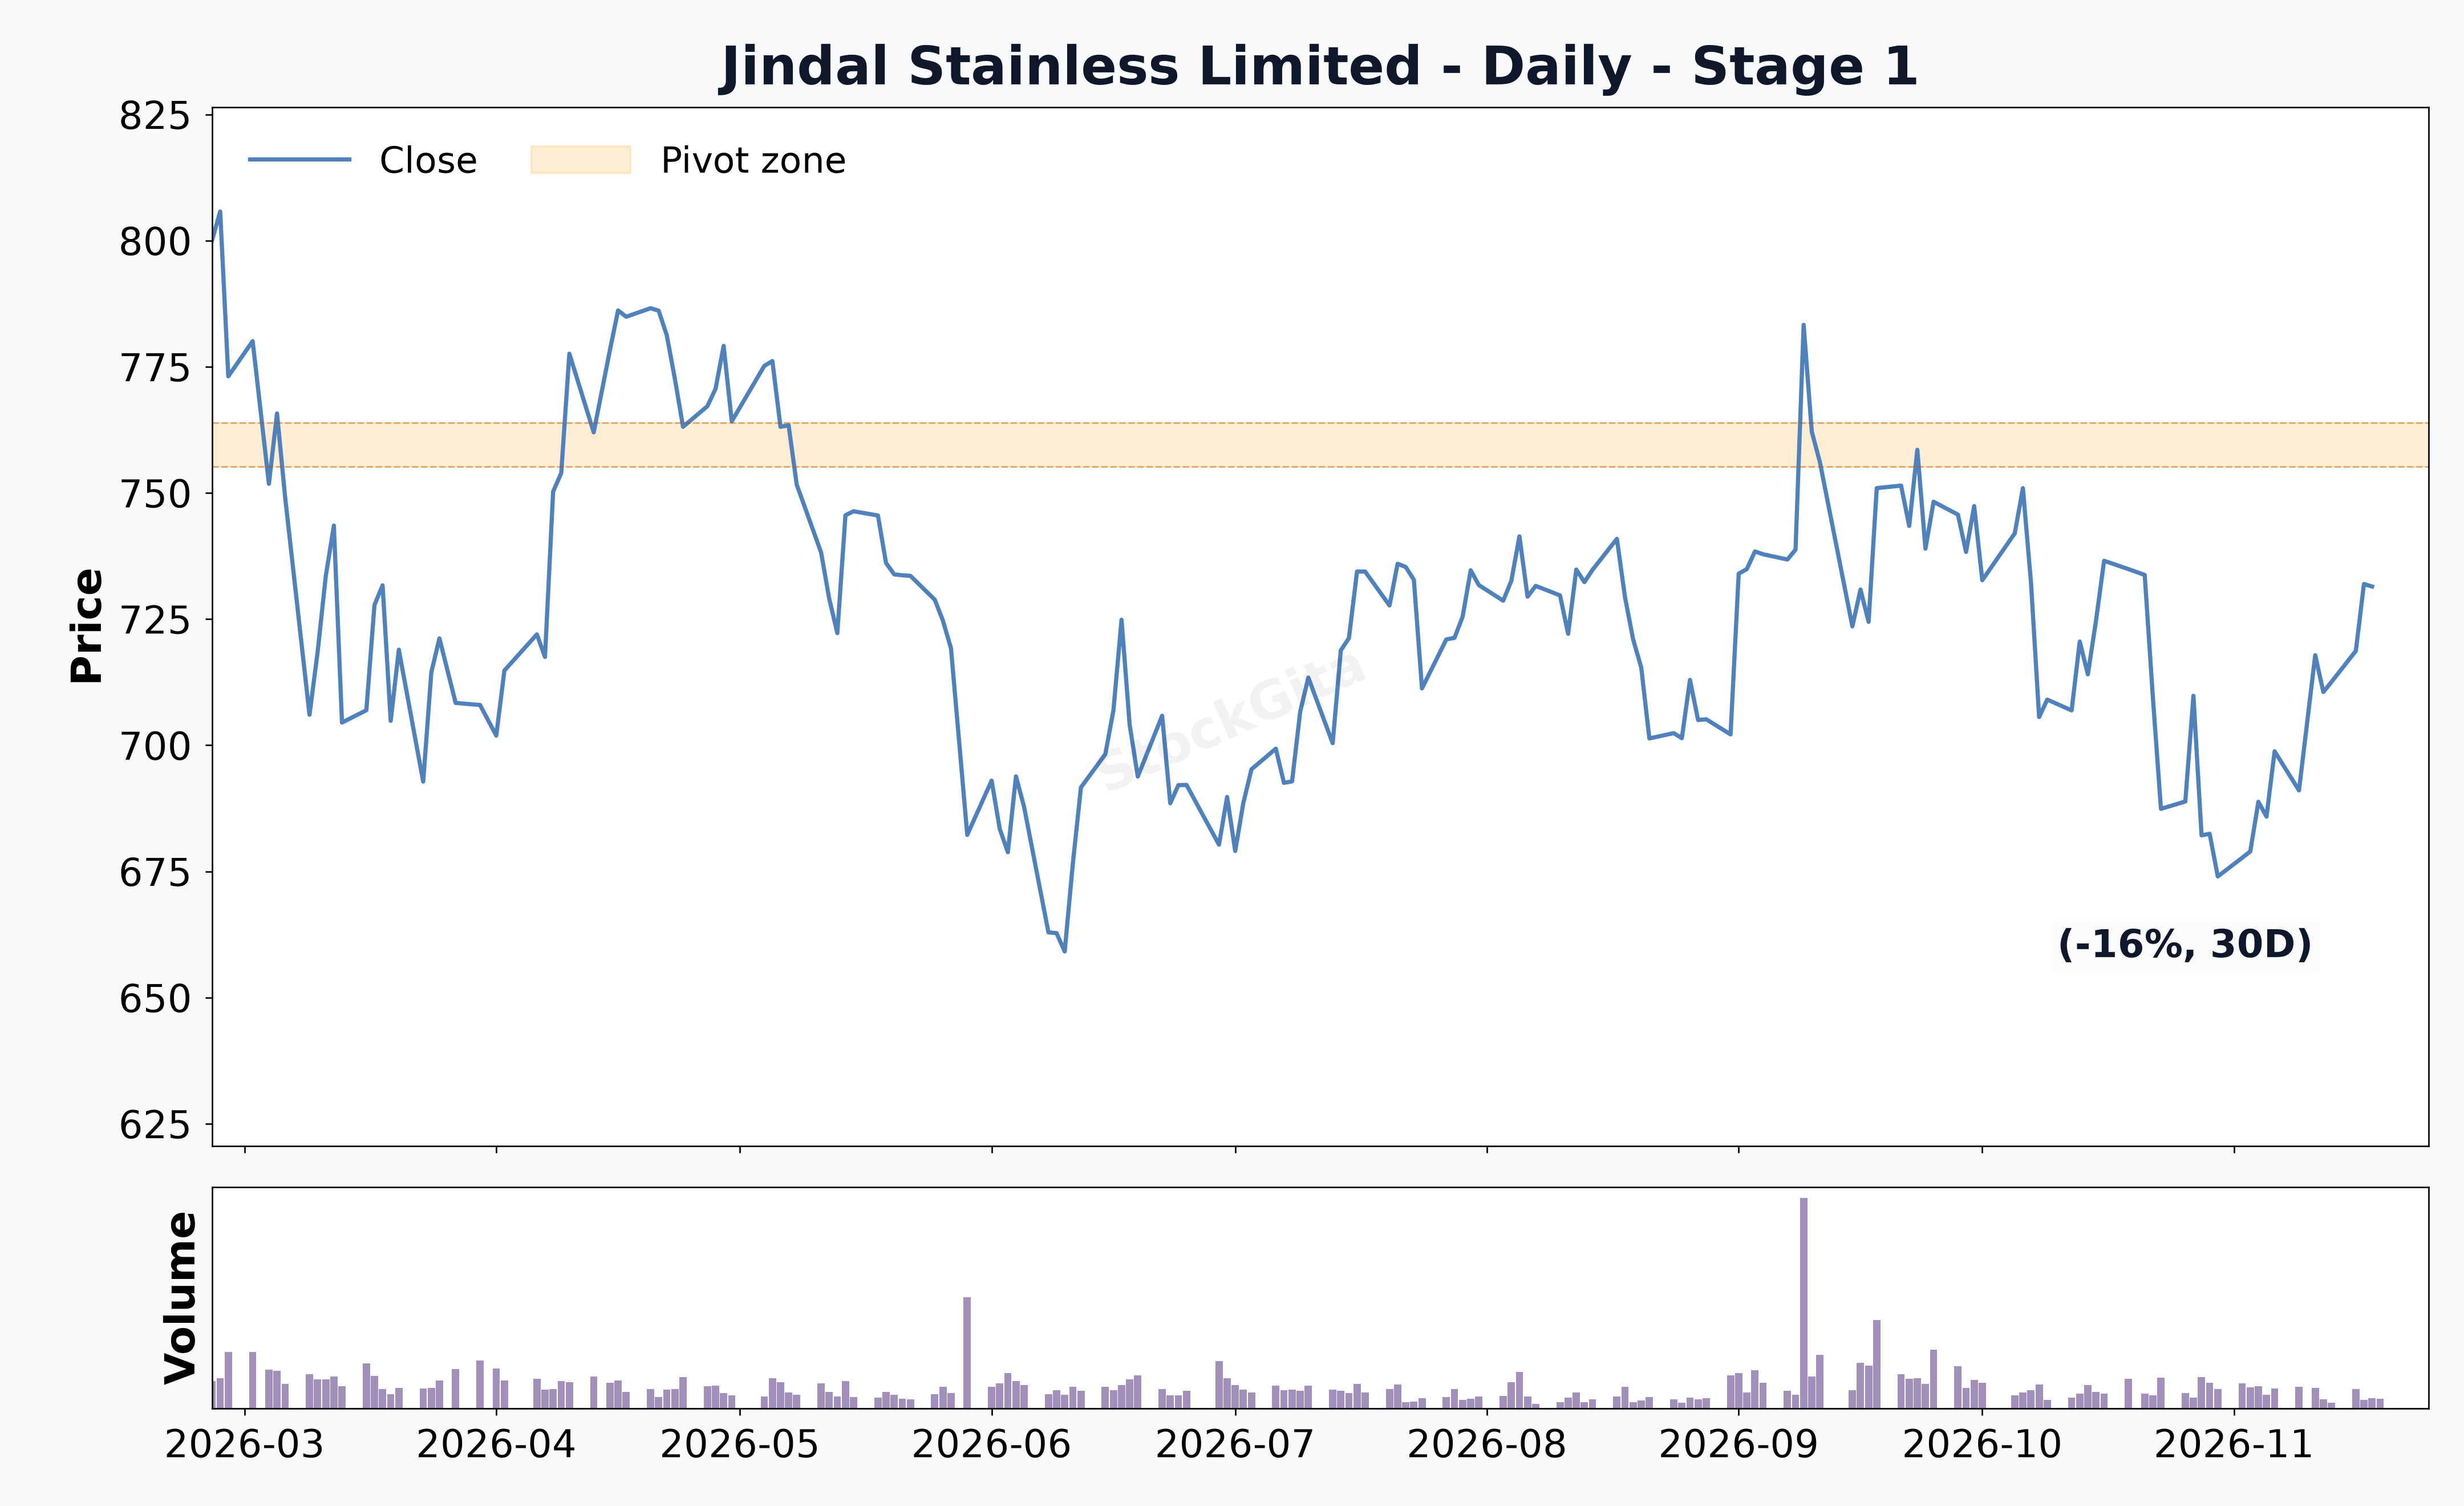 Jindal Stainless Limited - Daily - Stage 1
Close
Pivot zone
825
800
775
750
725
700
675
650
625
Price
StockGita
(-16%, 30D)
Volume
2026-03
2026-04
2026-05
2026-06
2026-07
2026-08
2026-09
2026-10
2026-11